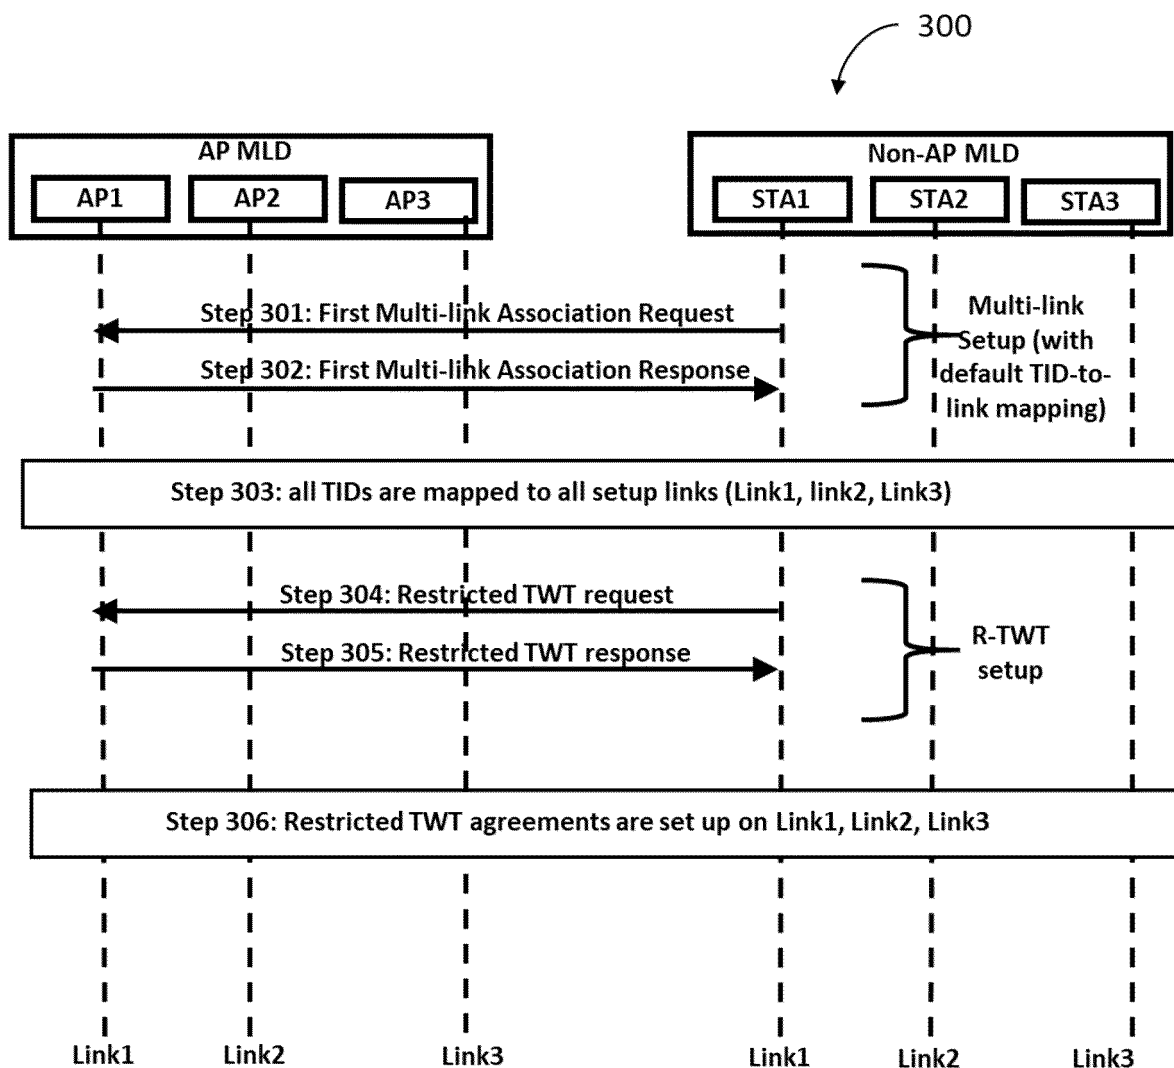 300
AP MLD
AP1
AP2
AP3
Non-AP MLD
STA1
STA2
STA3
Step 301: First Multi-link Association Request
Step 302: First Multi-link Association Response
Multi-link
Setup (with
default TID-to-
link mapping)
Step 303: all TIDs are mapped to all setup links (Link1, link2, Link3)
Step 304: Restricted TWT request
Step 305: Restricted TWT response
R-TWT
setup
Step 306: Restricted TWT agreements are set up on Link1, Link2, Link3
Link1
Link2
Link3
Link1
Link2
Link3